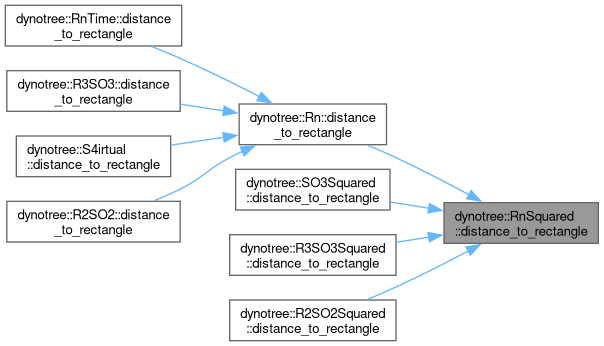 dynotree::RnTime::distance
_to_rectangle
dynotree::R3SO3::distance
_to_rectangle
dynotree::S4irtual
::distance_to_rectangle
dynotree::R2SO2::distance
_to_rectangle
dynotree::Rn::distance
_to_rectangle
dynotree::SO3Squared
::distance_to_rectangle
dynotree::R3SO3Squared
::distance_to_rectangle
dynotree::R2SO2Squared
::distance_to_rectangle
dynotree::RnSquared
::distance_to_rectangle